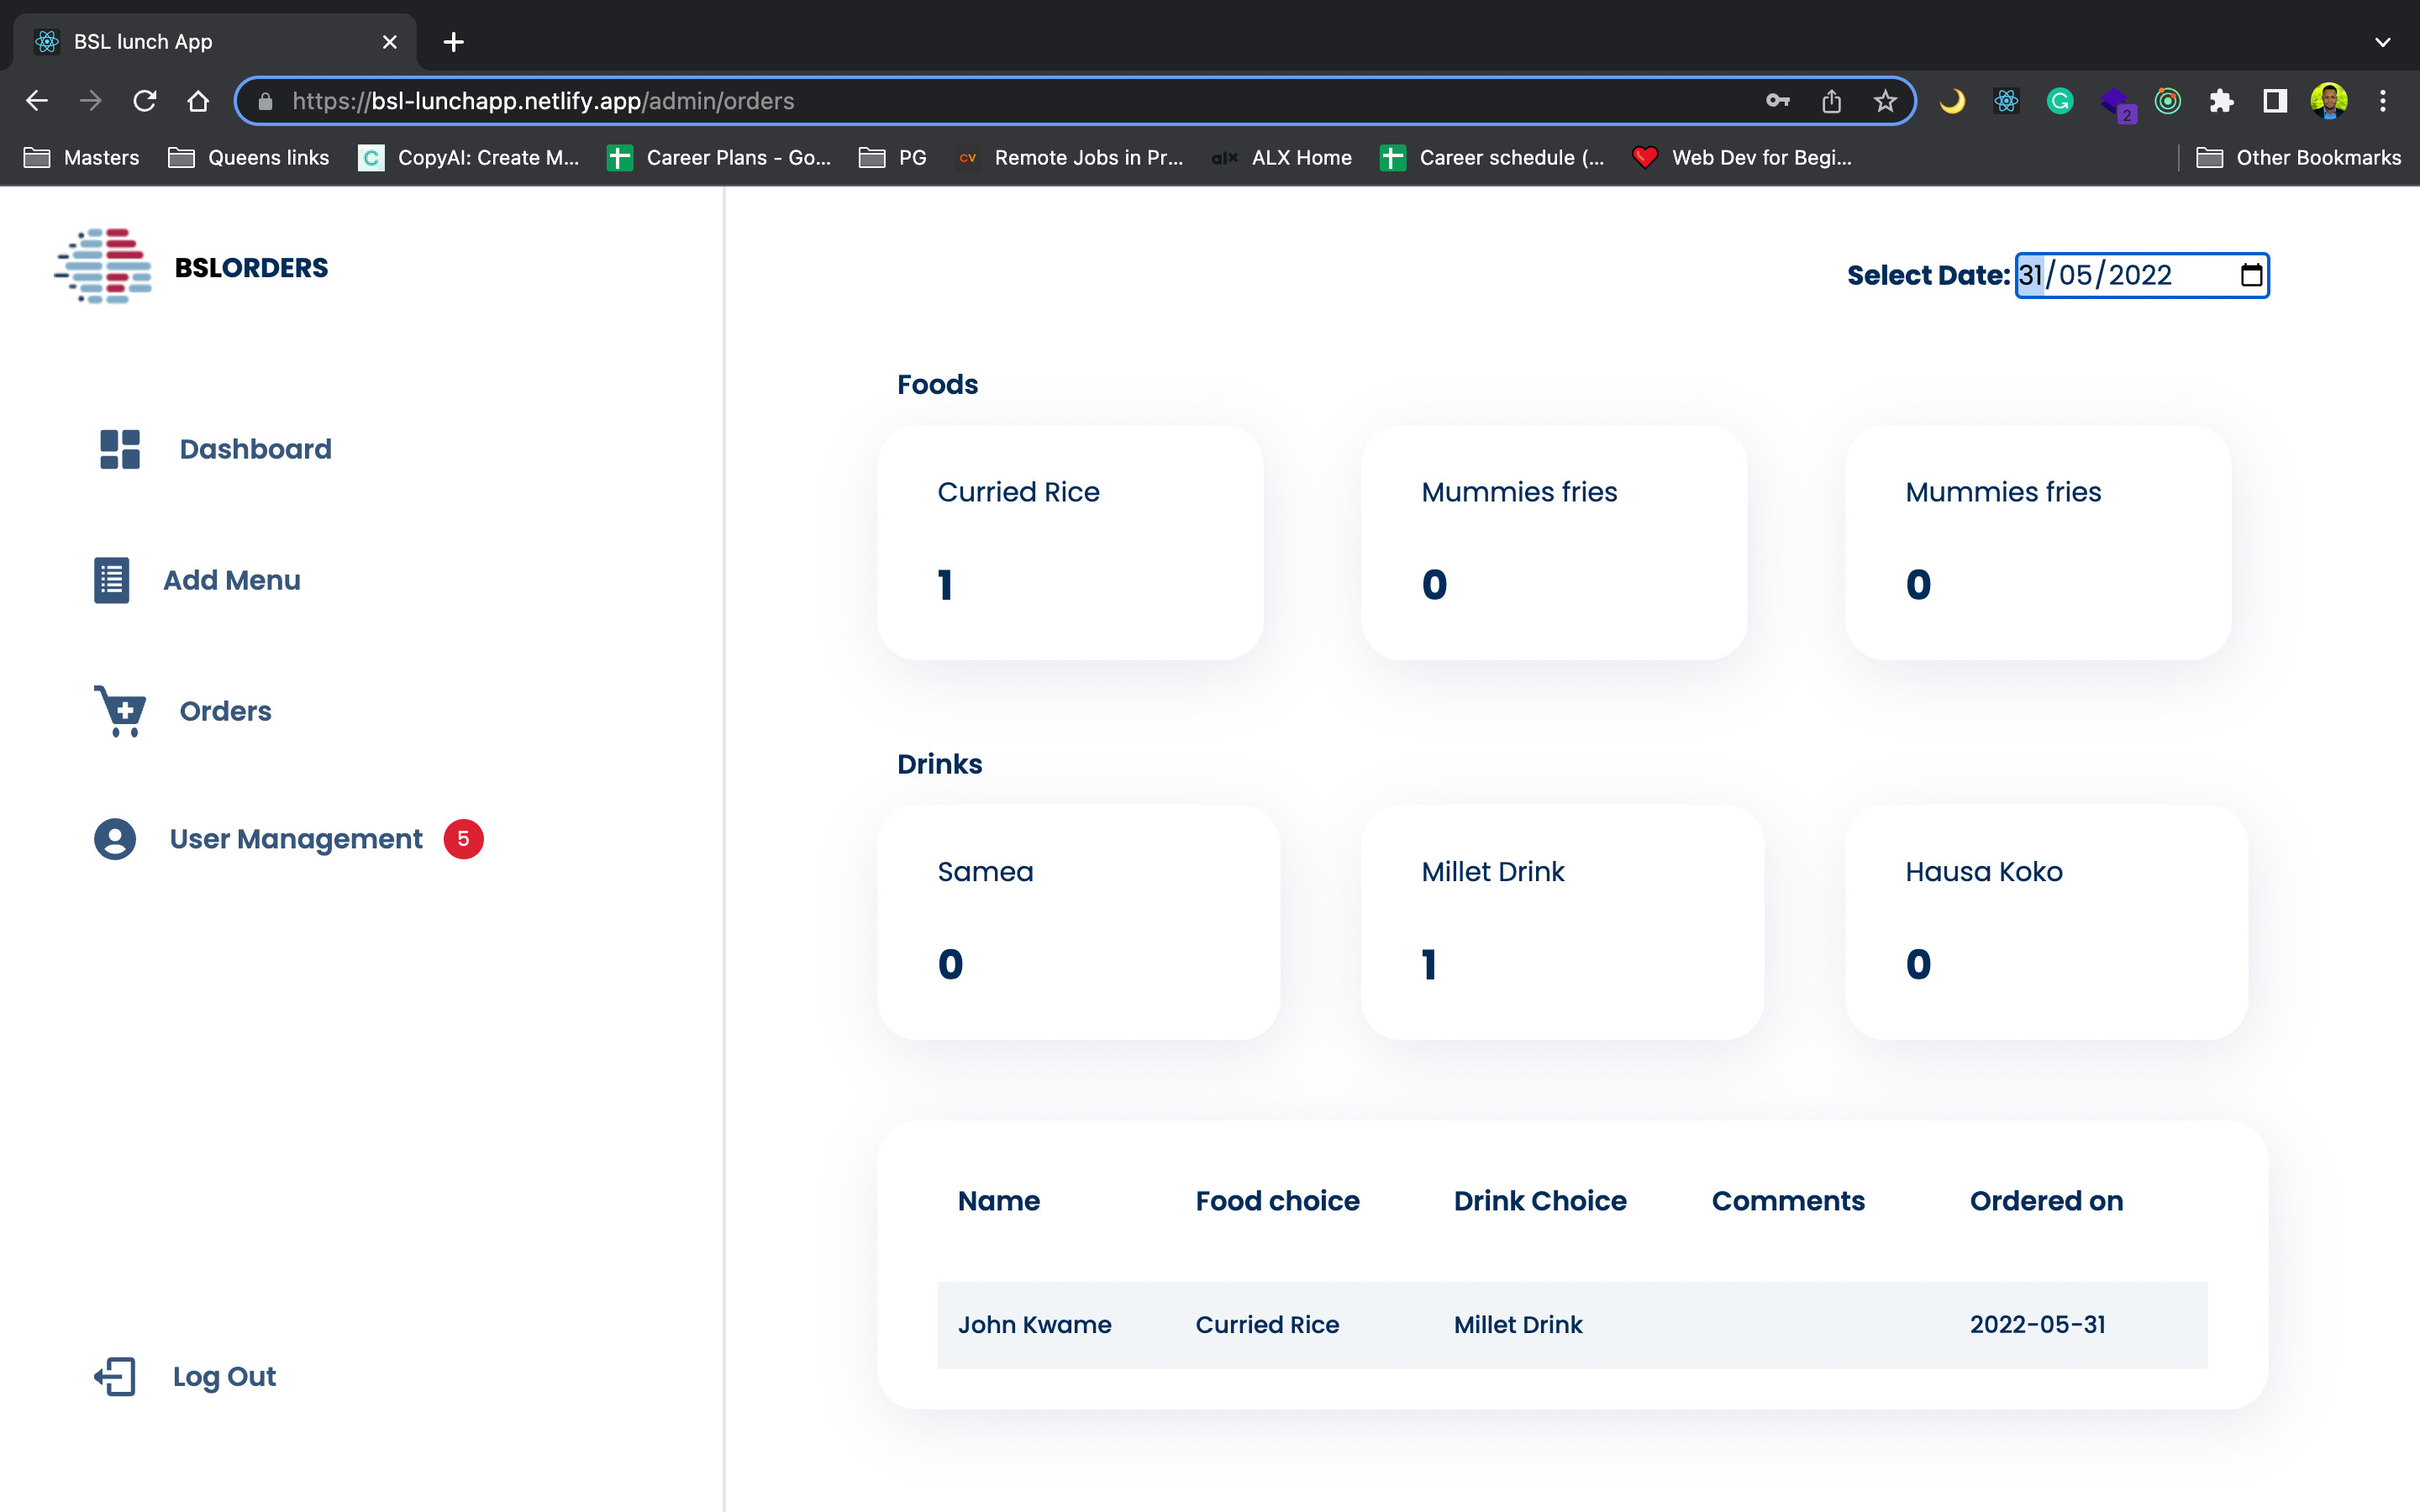 BSL lunch App
https://bsl-lunchapp.netlify.app/admin/orders
2
Masters Queens links CopyAI: Create M... Career Plans - Go... PG CV Remote Jobs in Pr... alx ALX Home Career schedule (... Web Dev for Begi... Other Bookmarks
BSLORDERS
Select Date: 31/05/2022
Dashboard
Add Menu
Orders
User Management 5
Log Out
Foods
Curried Rice Mummies fries Mummies fries
1 0 0
Drinks
Samea Millet Drink Hausa Koko
0 1 0
Name Food choice Drink Choice Comments Ordered on
John Kwame Curried Rice Millet Drink 2022-05-31